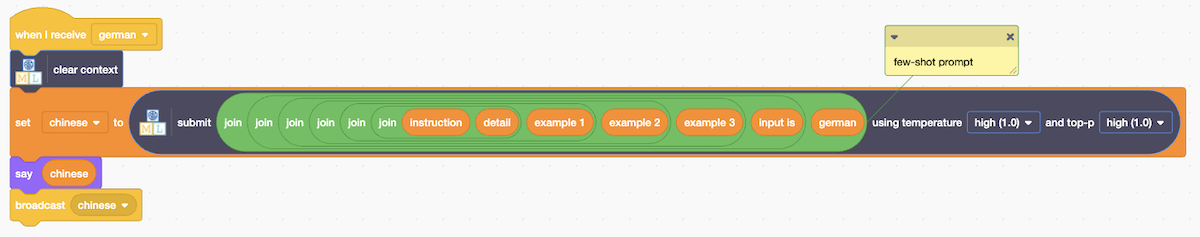 when I receive german
ML clear context
few-shot prompt
set chinese to ML submit join join join join join join instruction detail example 1 example 2 example 3 input is german using temperature high (1.0) and top-p high (1.0)
say chinese
broadcast chinese